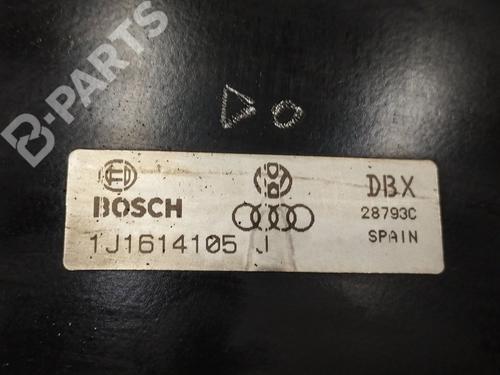 B-PARTS
BOSCH
DBX
28793C
1J1614105 J
SPAIN